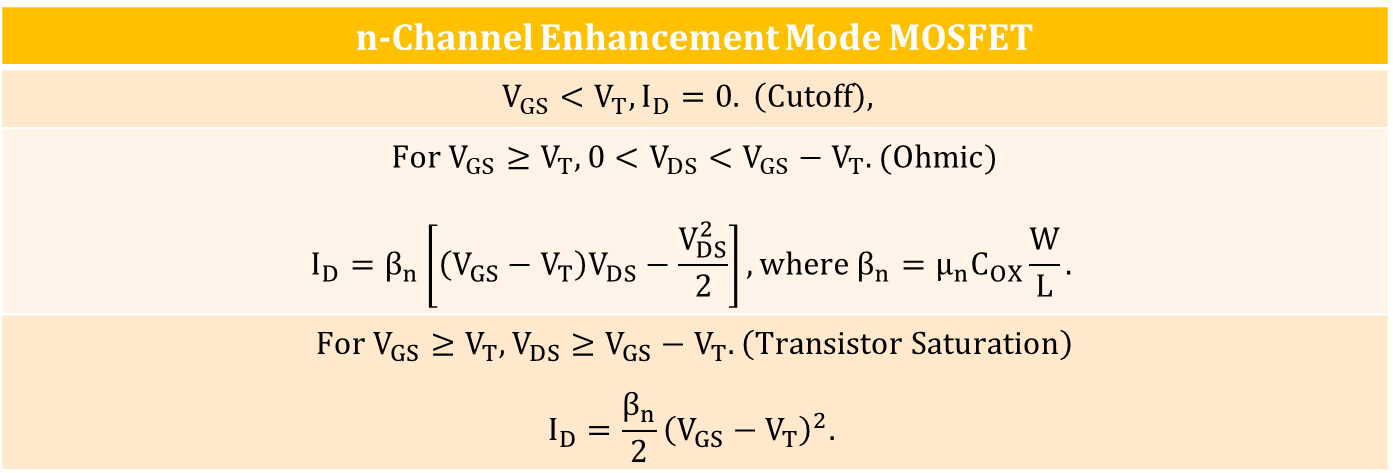 n-Channel Enhancement Mode MOSFET
V_GS < V_T, I_D = 0. (Cutoff),
For V_GS ≥ V_T, 0 < V_DS < V_GS − V_T. (Ohmic)
I_D = β_n [(V_GS − V_T)V_DS − V_DS^2/2], where β_n = μ_n C_OX W/L.
For V_GS ≥ V_T, V_DS ≥ V_GS − V_T. (Transistor Saturation)
I_D = β_n/2 (V_GS − V_T)^2.